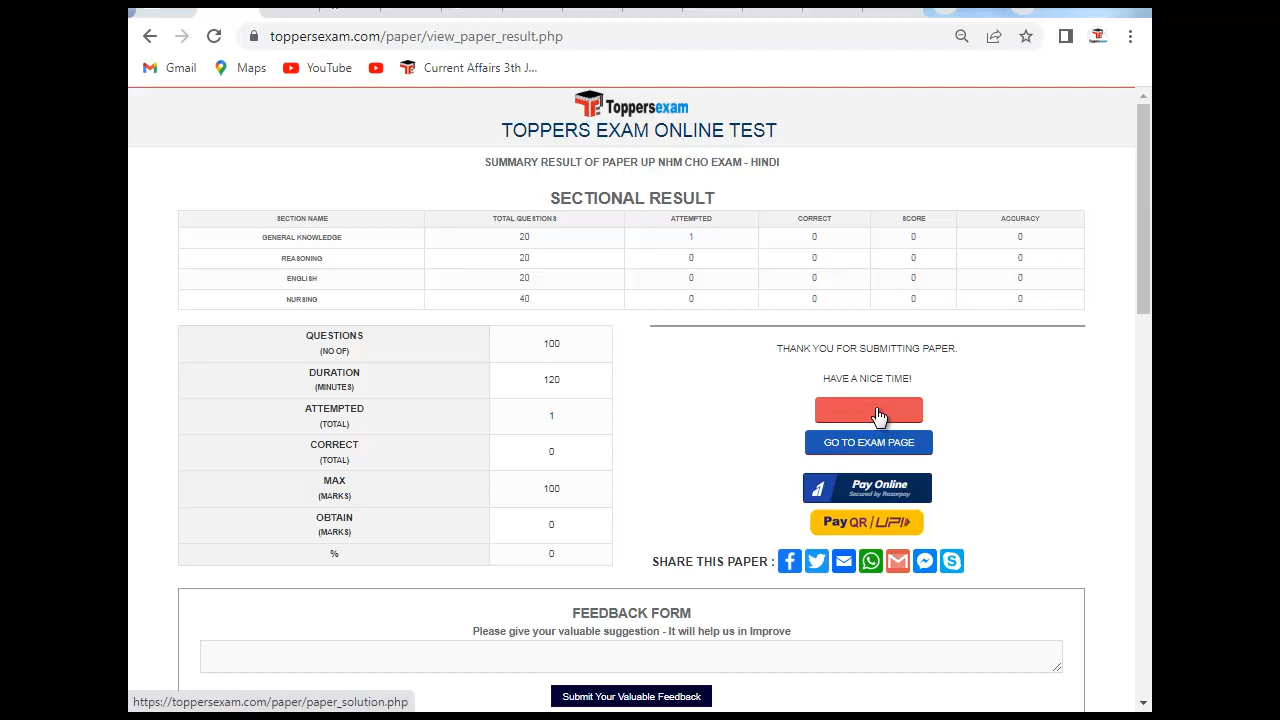 toppersexam.com/paper/view_paper_result.php
Gmail Maps YouTube Current Affairs 3th J...
Toppersexam
TOPPERS EXAM ONLINE TEST
SUMMARY RESULT OF PAPER UP NHM CHO EXAM - HINDI
SECTIONAL RESULT
SECTION NAME TOTAL QUESTIONS ATTEMPTED CORRECT SCORE ACCURACY
GENERAL KNOWLEDGE 20 1 0 0 0
REASONING 20 0 0 0 0
ENGLISH 20 0 0 0 0
NURSING 40 0 0 0 0
QUESTIONS
(NO OF)
100
DURATION
(MINUTES)
120
ATTEMPTED
(TOTAL)
1
CORRECT
(TOTAL)
0
MAX
(MARKS)
100
OBTAIN
(MARKS)
0
% 0
THANK YOU FOR SUBMITTING PAPER.
HAVE A NICE TIME!
GO TO EXAM PAGE
Pay Online
Secured by Razorpay
Pay QR / UPI
SHARE THIS PAPER :
FEEDBACK FORM
Please give your valuable suggestion - It will help us in Improve
Submit Your Valuable Feedback
https://toppersexam.com/paper/paper_solution.php